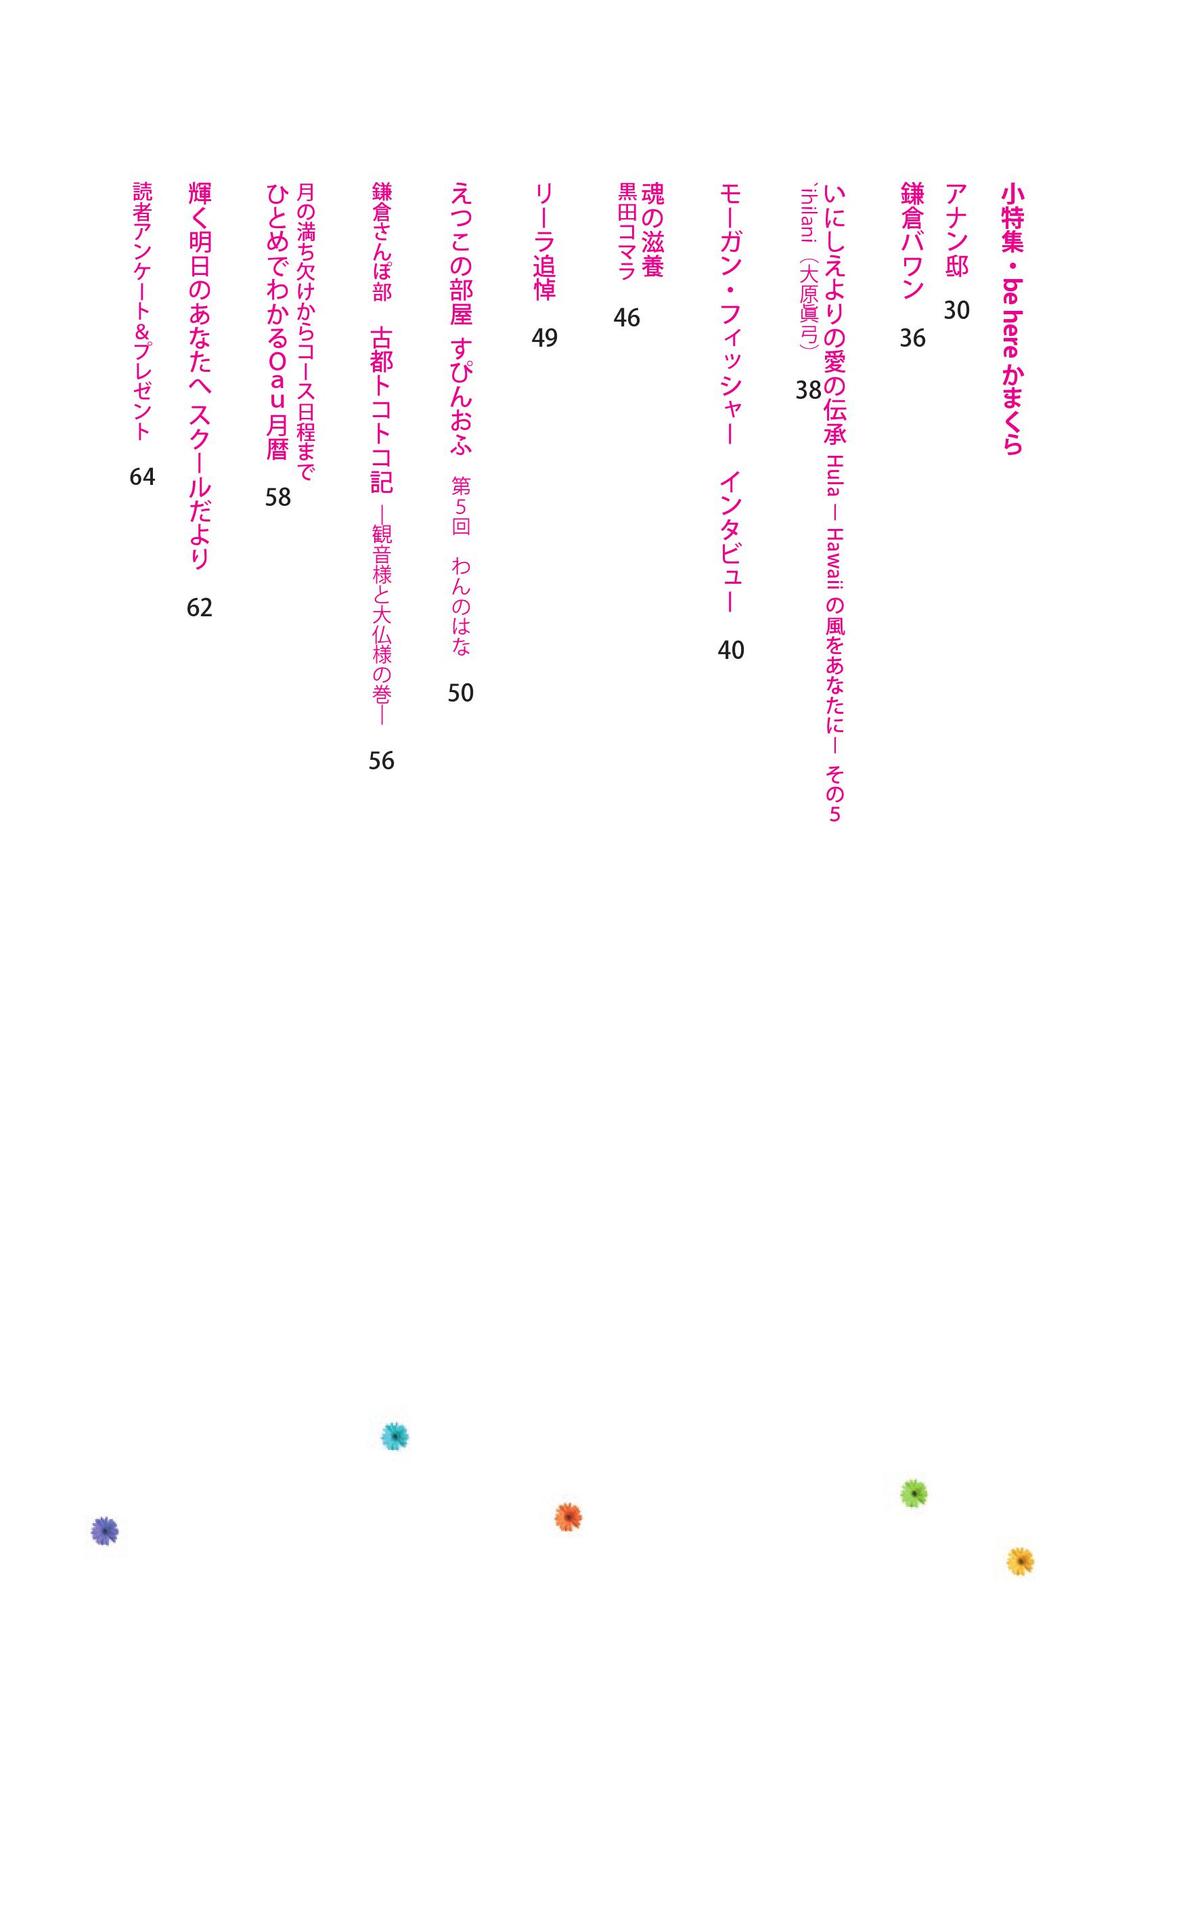 小特集・be here かまくら
アナン邸 30
鎌倉バワン 36
いにしえよりの愛の伝承 Hula ― Hawaii の風をあなたに― その5
'ihilani（大原眞弓） 38
モーガン・フィッシャー　インタビュー 40
魂の滋養
黒田コマラ 46
リーラ追悼 49
えつこの部屋 すぴんおふ 第5回　わんのはな 50
鎌倉さんぽ部　古都トコトコ記 ―観音様と大仏様の巻― 56
月の満ち欠けからコース日程まで
ひとめでわかるOau月暦 58
輝く明日のあなたへ スクールだより 62
読者アンケート&プレゼント 64